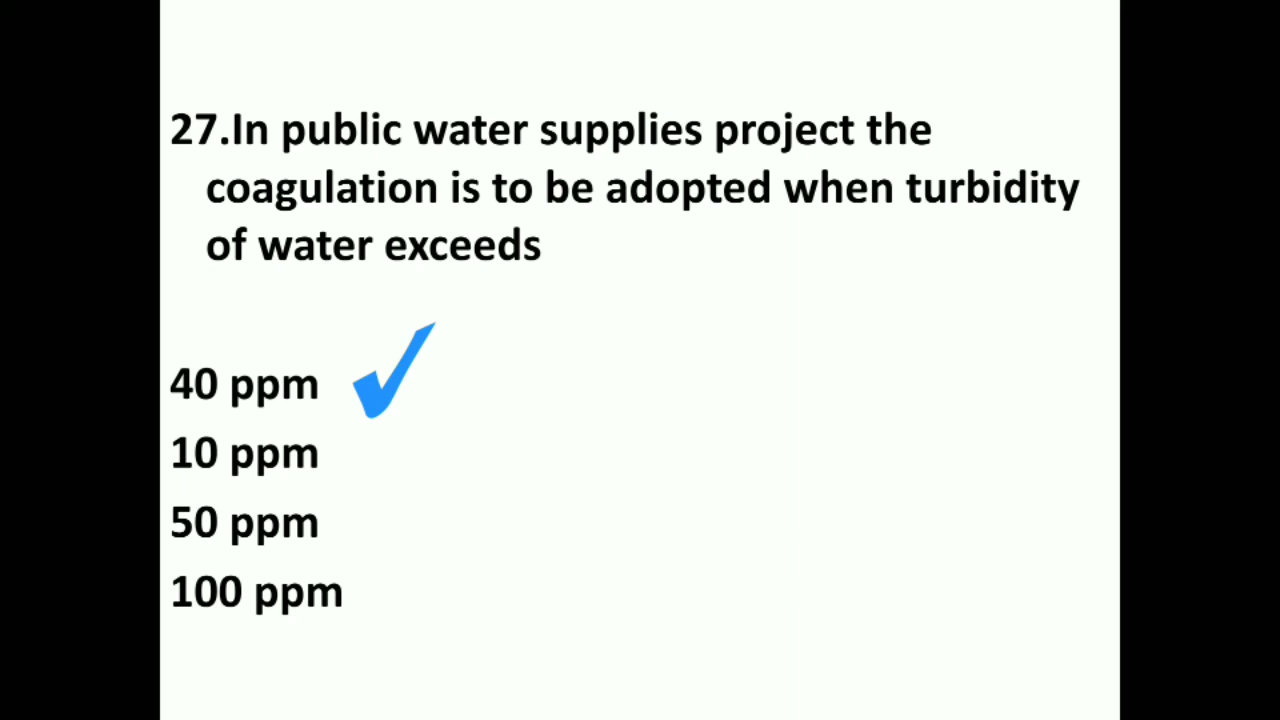 27.In public water supplies project the
coagulation is to be adopted when turbidity
of water exceeds
40 ppm
10 ppm
50 ppm
100 ppm